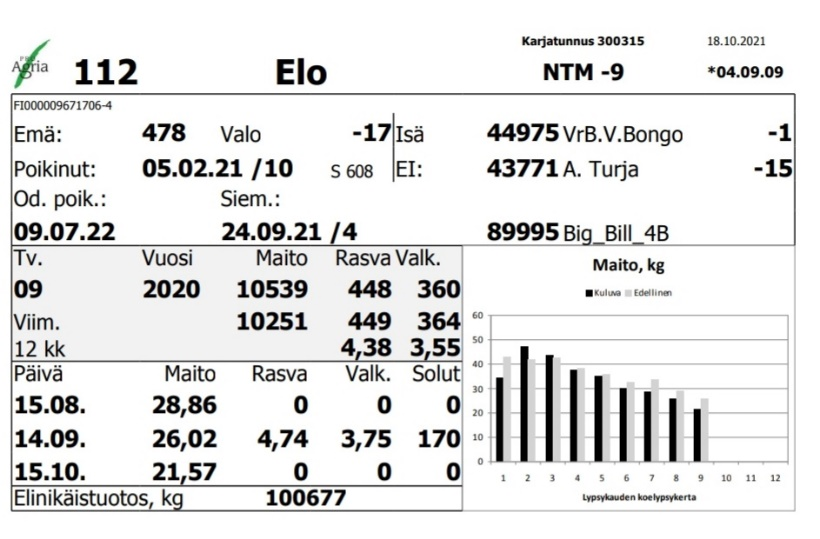 Karjatunnus 300315 18.10.2021
PRO Agria 112 Elo NTM -9 *04.09.09
FI000009671706-4
Emä: 478 Valo -17 Isä 44975 VrB.V.Bongo -1
Poikinut: 05.02.21 /10 S 608 EI: 43771 A. Turja -15
Od. poik.: Siem.:
09.07.22 24.09.21 /4 89995 Big_Bill_4B
Tv. Vuosi Maito Rasva Valk.
09 2020 10539 448 360
Viim. 10251 449 364
12 kk 4,38 3,55
Päivä Maito Rasva Valk. Solut
15.08. 28,86 0 0 0
14.09. 26,02 4,74 3,75 170
15.10. 21,57 0 0 0
Elinikäistuotos, kg 100677
Maito, kg
Kuluva Edellinen
60
50
40
30
20
10
0
1 2 3 4 5 6 7 8 9 10 11 12
Lypsykauden koelypsykerta